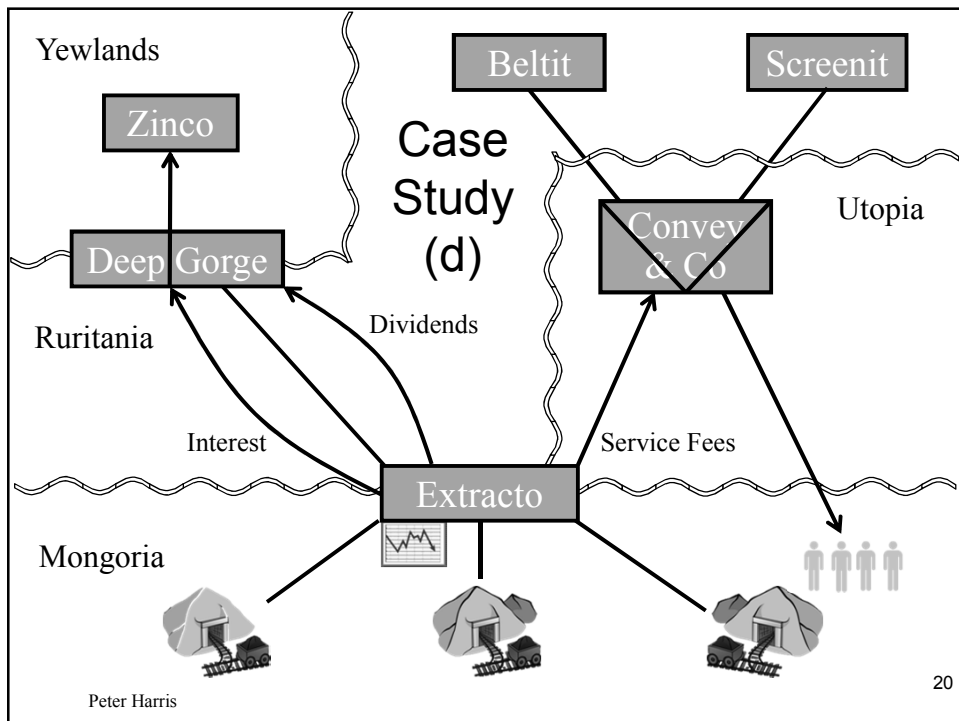 Yewlands
Beltit
Screenit
Zinco
Case
Study
(d)
Utopia
Convey
& Co
Deep Gorge
Ruritania
Dividends
Interest
Service Fees
Extracto
Mongoria
Peter Harris
20